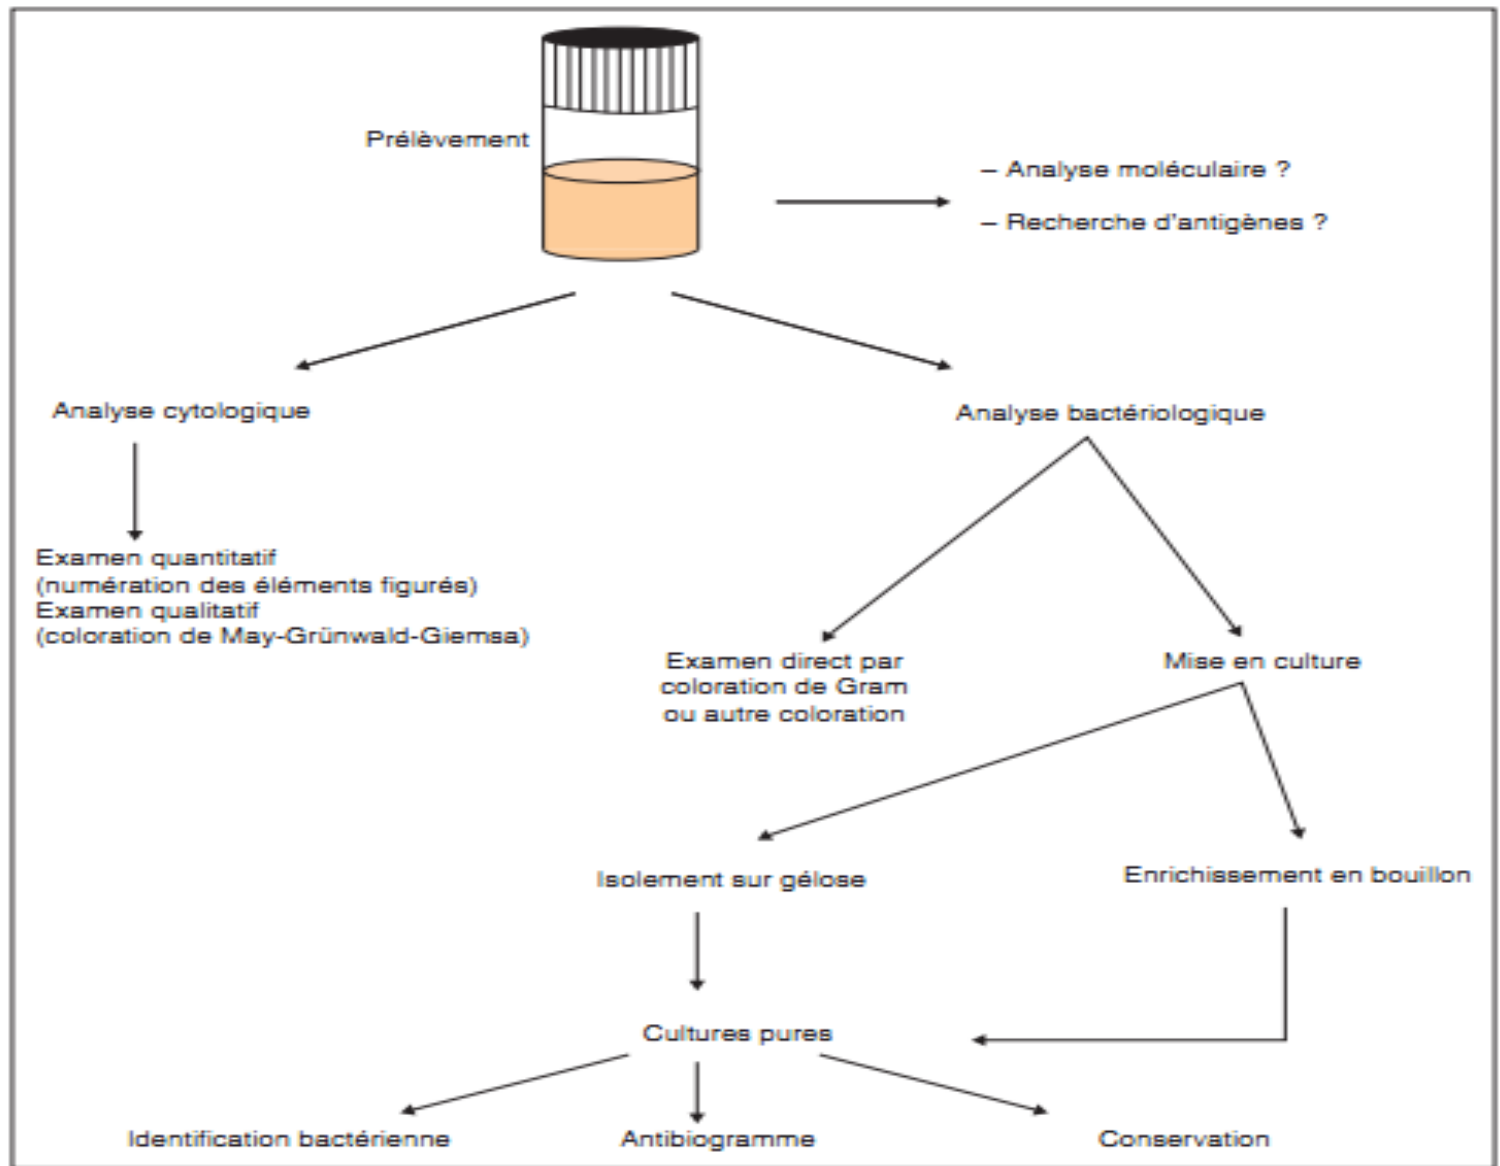 Prélèvement
– Analyse moléculaire ?
– Recherche d'antigènes ?
Analyse cytologique
Analyse bactériologique
Examen quantitatif
(numération des éléments figurés)
Examen qualitatif
(coloration de May-Grünwald-Giemsa)
Examen direct par
coloration de Gram
ou autre coloration
Mise en culture
Isolement sur gélose
Enrichissement en bouillon
Cultures pures
Identification bactérienne
Antibiogramme
Conservation